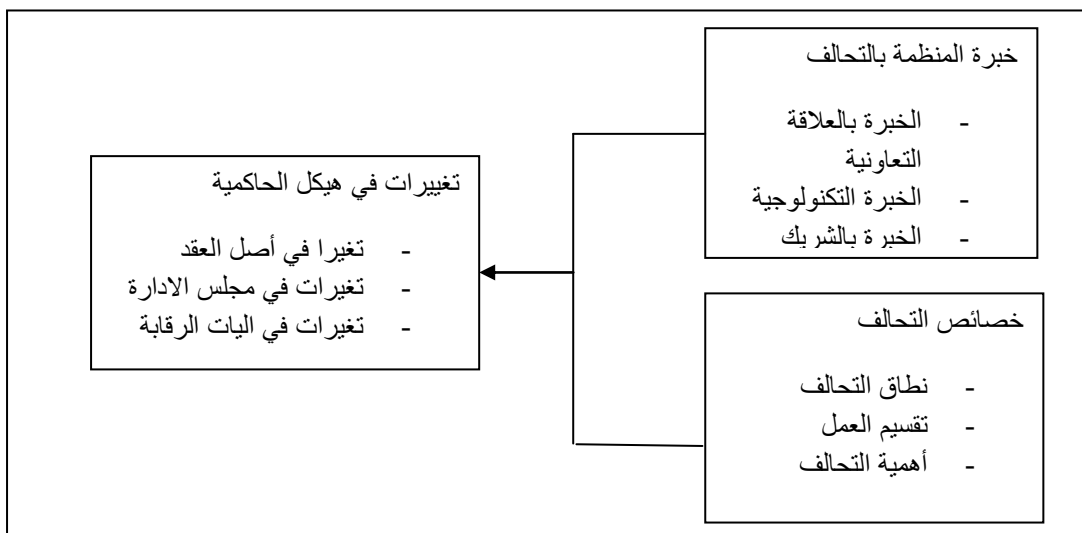 خبرة المنظمة بالتحالف
- الخبرة بالعلاقة
التعاونية
- الخبرة التكنولوجية
- الخبرة بالشريك
تغييرات في هيكل الحاكمية
- تغيرا في أصل العقد
- تغيرات في مجلس الادارة
- تغيرات في اليات الرقابة
خصائص التحالف
- نطاق التحالف
- تقسيم العمل
- أهمية التحالف